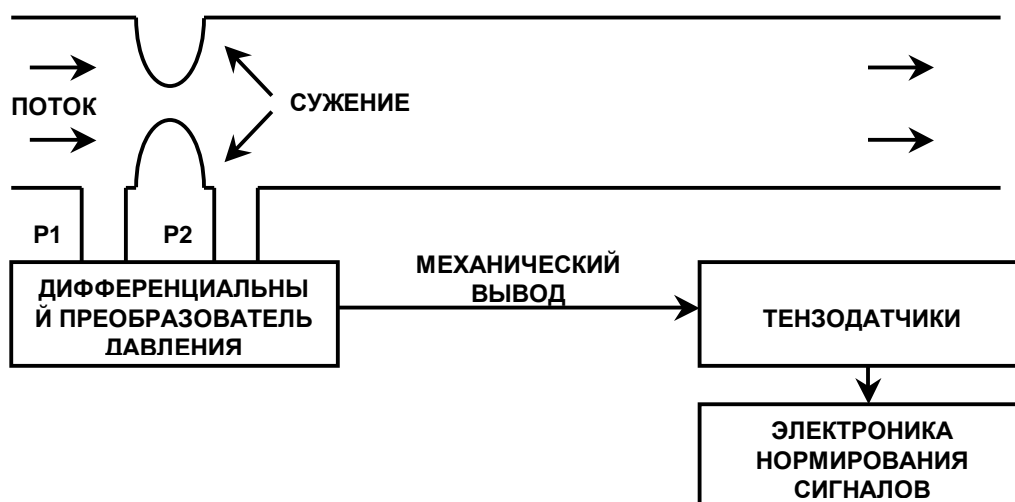 ПОТОК
СУЖЕНИЕ
P1
P2
ДИФФЕРЕНЦИАЛЬНЫ
Й ПРЕОБРАЗОВАТЕЛЬ
ДАВЛЕНИЯ
МЕХАНИЧЕСКИЙ
ВЫВОД
ТЕНЗОДАТЧИКИ
ЭЛЕКТРОНИКА
НОРМИРОВАНИЯ
СИГНАЛОВ